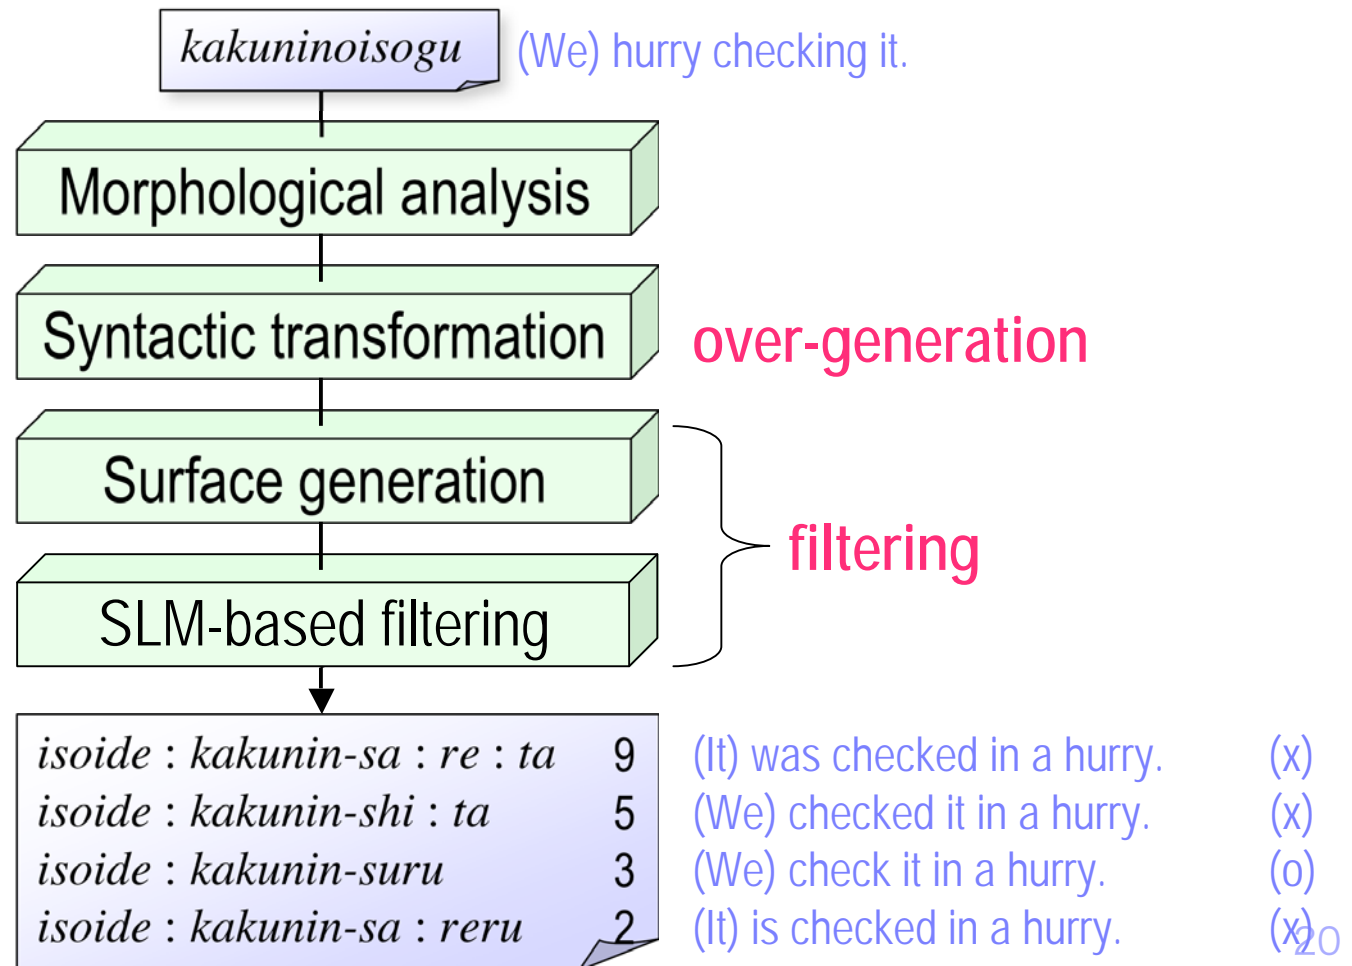 kakuninoisogu (We) hurry checking it.
Morphological analysis
Syntactic transformation over-generation
Surface generation
filtering
SLM-based filtering
isoide : kakunin-sa : re : ta 9 (It) was checked in a hurry. (x)
isoide : kakunin-shi : ta 5 (We) checked it in a hurry. (x)
isoide : kakunin-suru 3 (We) check it in a hurry. (o)
isoide : kakunin-sa : reru 2 (It) is checked in a hurry. (x)
20